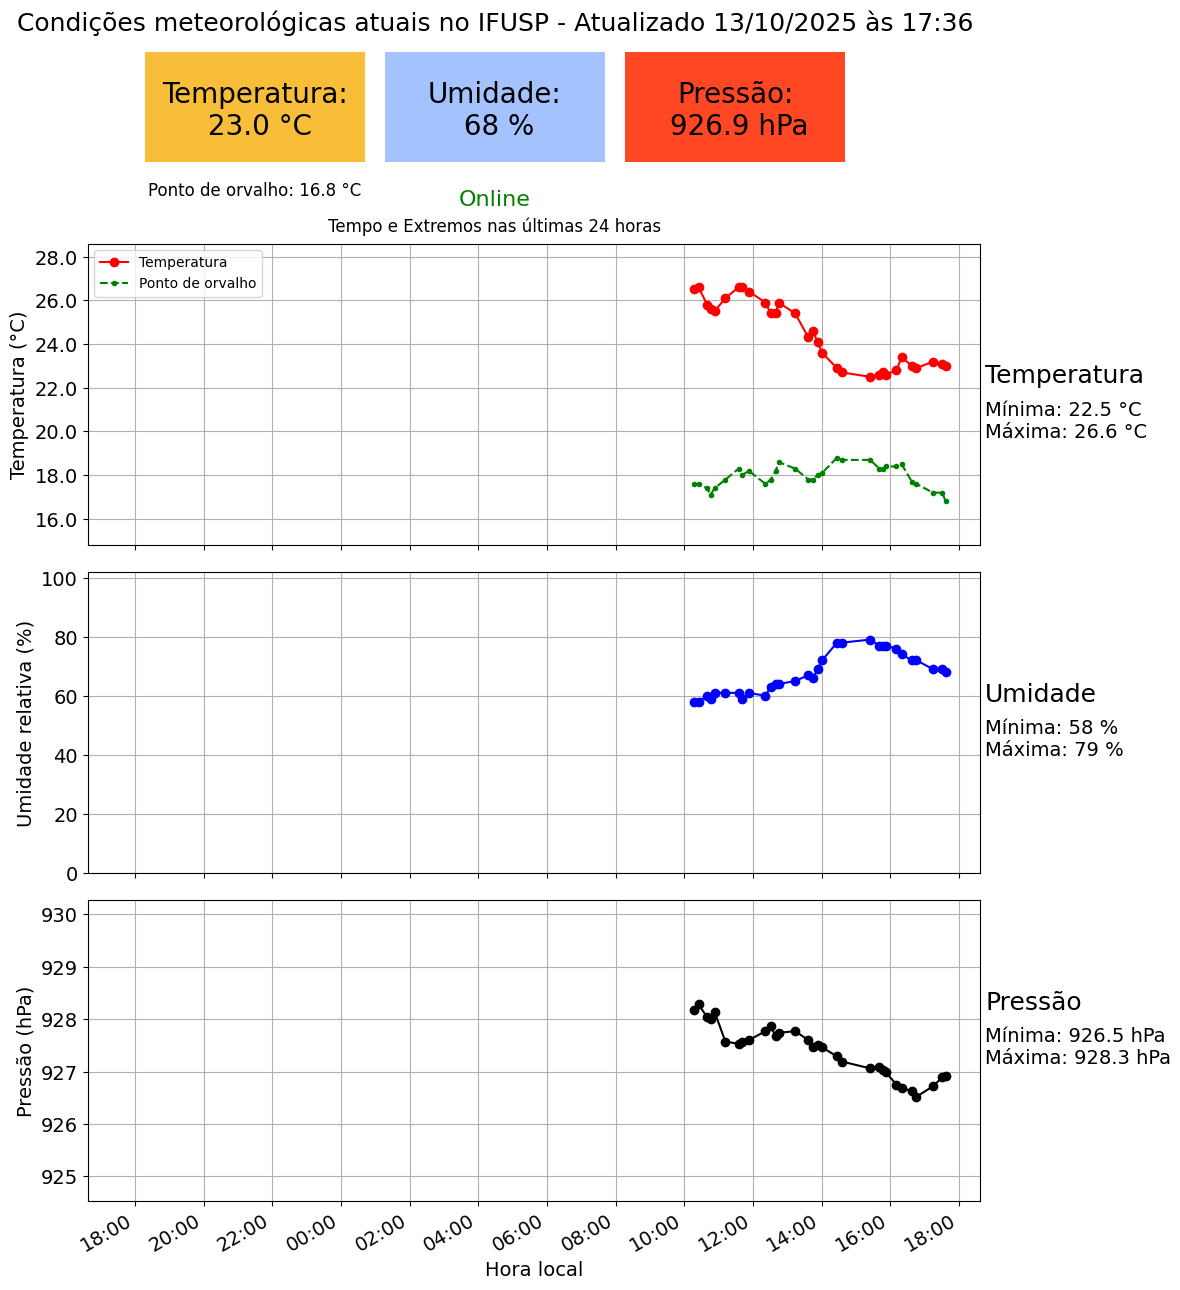 Condições meteorológicas atuais no IFUSP - Atualizado 13/10/2025 às 17:36
Temperatura:
23.0 °C
Umidade:
68 %
Pressão:
926.9 hPa
Ponto de orvalho: 16.8 °C
Online
Tempo e Extremos nas últimas 24 horas
Temperatura
Ponto de orvalho
Temperatura (°C)
28.0
26.0
24.0
22.0
20.0
18.0
16.0
Temperatura
Mínima: 22.5 °C
Máxima: 26.6 °C
Umidade relativa (%)
100
80
60
40
20
0
Umidade
Mínima: 58 %
Máxima: 79 %
Pressão (hPa)
930
929
928
927
926
925
Pressão
Mínima: 926.5 hPa
Máxima: 928.3 hPa
18:00 20:00 22:00 00:00 02:00 04:00 06:00 08:00 10:00 12:00 14:00 16:00 18:00
Hora local